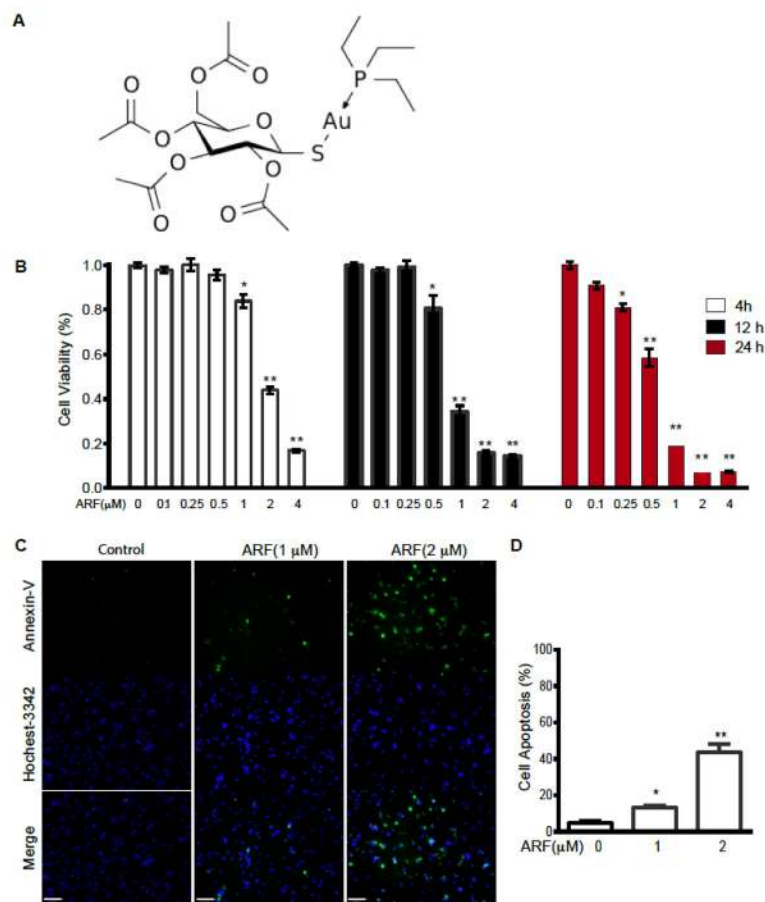 A
O
O
O
O
P
Au
O
O
S
O
O
O
O
B
Cell Viability (%)
1.0
0.8
0.6
0.4
0.2
0.0
* ** **
* ** ** **
* ** ** ** **
4h
12 h
24 h
ARF(μM) 0 01 0.25 0.5 1 2 4 0 0.1 0.25 0.5 1 2 4 0 0.1 0.25 0.5 1 2 4
C
Control ARF(1 μM) ARF(2 μM)
Annexin-V
Hochest-3342
Merge
D
Cell Apoptosis (%)
100
80
60
40
20
0
* **
ARF(μM) 0 1 2